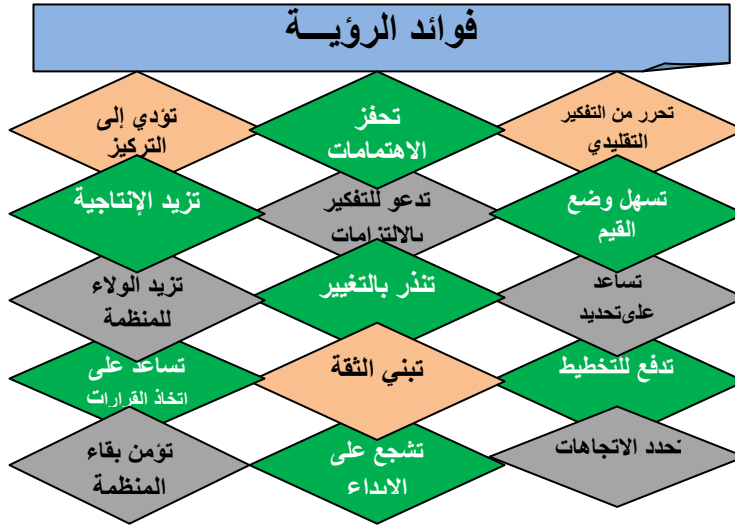 فوائد الرؤيـــة
تحرر من التفكير
التقليدي
تحفز
الاهتمامات
تؤدي إلى
التركيز
تسهل وضع
القيم
تدعو للتفكير
بالالتزامات
تزيد الإنتاجية
تساعد
على تحديد
تنذر بالتغيير
تزيد الولاء
للمنظمة
تدفع للتخطيط
تبني الثقة
تساعد على
اتخاذ القرارات
تحدد الاتجاهات
تشجع على
الابداع
تؤمن بقاء
المنظمة